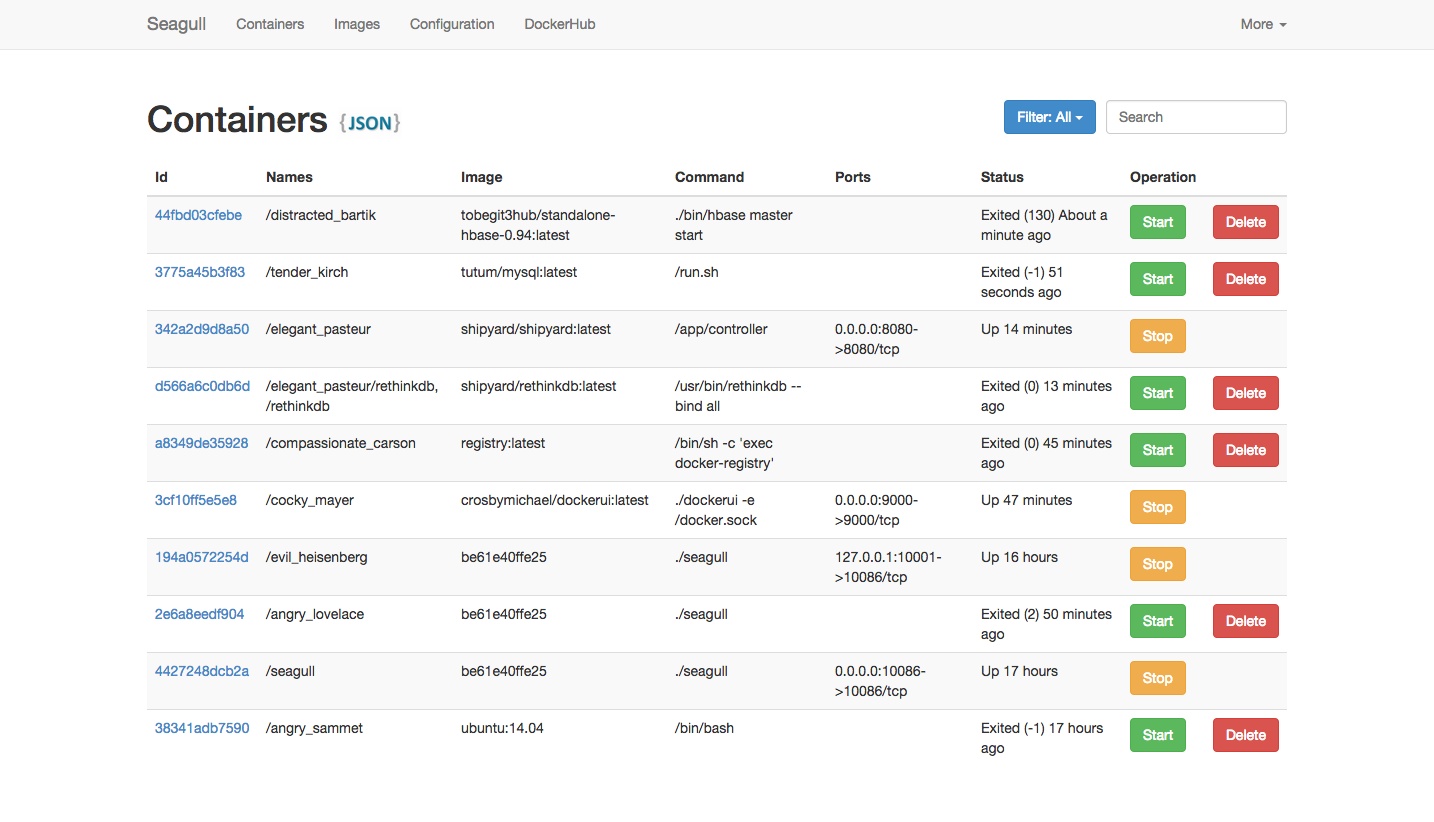 Seagull Containers Images Configuration DockerHub More
Containers {JSON} Filter: All Search
Id Names Image Command Ports Status Operation
44fbd03cfebe /distracted_bartik tobegit3hub/standalone- ./bin/hbase master Exited (130) About a Start Delete
hbase-0.94:latest start minute ago
3775a45b3f83 /tender_kirch tutum/mysql:latest /run.sh Exited (-1) 51 Start Delete
seconds ago
342a2d9d8a50 /elegant_pasteur shipyard/shipyard:latest /app/controller 0.0.0.0:8080- Up 14 minutes Stop
>8080/tcp
d566a6c0db6d /elegant_pasteur/rethinkdb, shipyard/rethinkdb:latest /usr/bin/rethinkdb -- Exited (0) 13 minutes Start Delete
/rethinkdb bind all ago
a8349de35928 /compassionate_carson registry:latest /bin/sh -c 'exec Exited (0) 45 minutes Start Delete
docker-registry' ago
3cf10ff5e5e8 /cocky_mayer crosbymichael/dockerui:latest ./dockerui -e 0.0.0.0:9000- Up 47 minutes Stop
/docker.sock >9000/tcp
194a0572254d /evil_heisenberg be61e40ffe25 ./seagull 127.0.0.1:10001- Up 16 hours Stop
>10086/tcp
2e6a8eedf904 /angry_lovelace be61e40ffe25 ./seagull Exited (2) 50 minutes Start Delete
ago
4427248dcb2a /seagull be61e40ffe25 ./seagull 0.0.0.0:10086- Up 17 hours Stop
>10086/tcp
38341adb7590 /angry_sammet ubuntu:14.04 /bin/bash Exited (-1) 17 hours Start Delete
ago